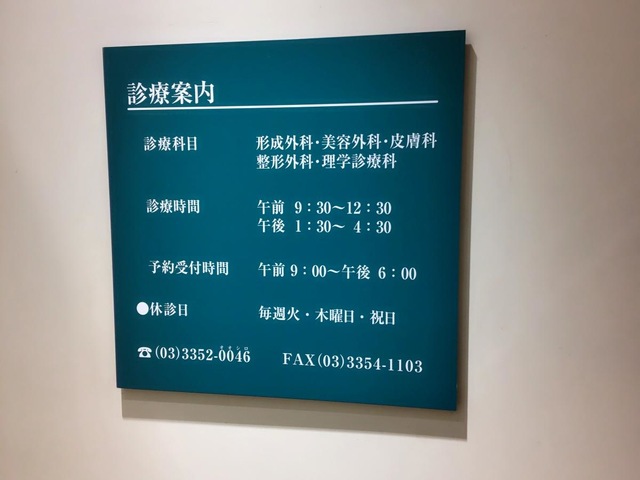 診療案内
診療科目 形成外科・美容外科・皮膚科
整形外科・理学診療科
診療時間 午前 9：30〜12：30
午後 1：30〜 4：30
予約受付時間 午前 9：00〜午後 6：00
●休診日 毎週火・木曜日・祝日
オオシロ
☎(03)3352-0046 FAX(03)3354-1103